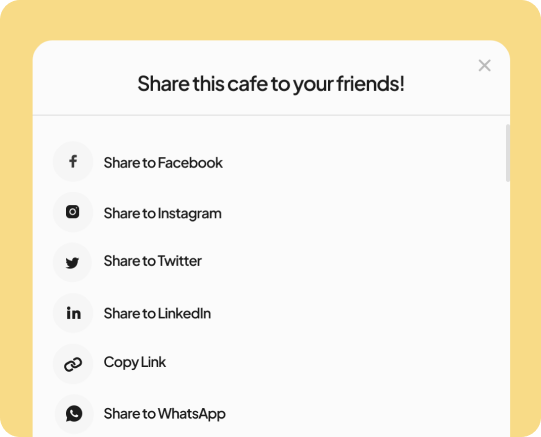 Share this cafe to your friends!
Share to Facebook
Share to Instagram
Share to Twitter
Share to LinkedIn
Copy Link
Share to WhatsApp